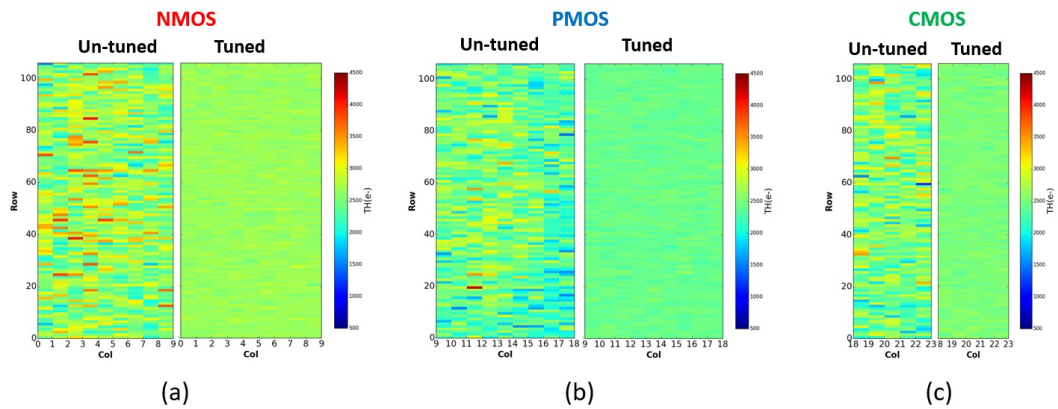 NMOS
Un-tuned Tuned
100
80
60
40
20
0
Row
0 1 2 3 4 5 6 7 8 9
Col
0 1 2 3 4 5 6 7 8 9
Col
4500
4000
3500
3000
2500
2000
1500
1000
500
TH(e-)
(a)
PMOS
Un-tuned Tuned
100
80
60
40
20
0
Row
9 10 11 12 13 14 15 16 17 18
Col
9 10 11 12 13 14 15 16 17 18
Col
4500
4000
3500
3000
2500
2000
1500
1000
500
TH(e-)
(b)
CMOS
Un-tuned Tuned
100
80
60
40
20
0
Row
18 19 20 21 22 23
Col
8 19 20 21 22 23
Col
4500
4000
3500
3000
2500
2000
1500
1000
500
TH(e-)
(c)